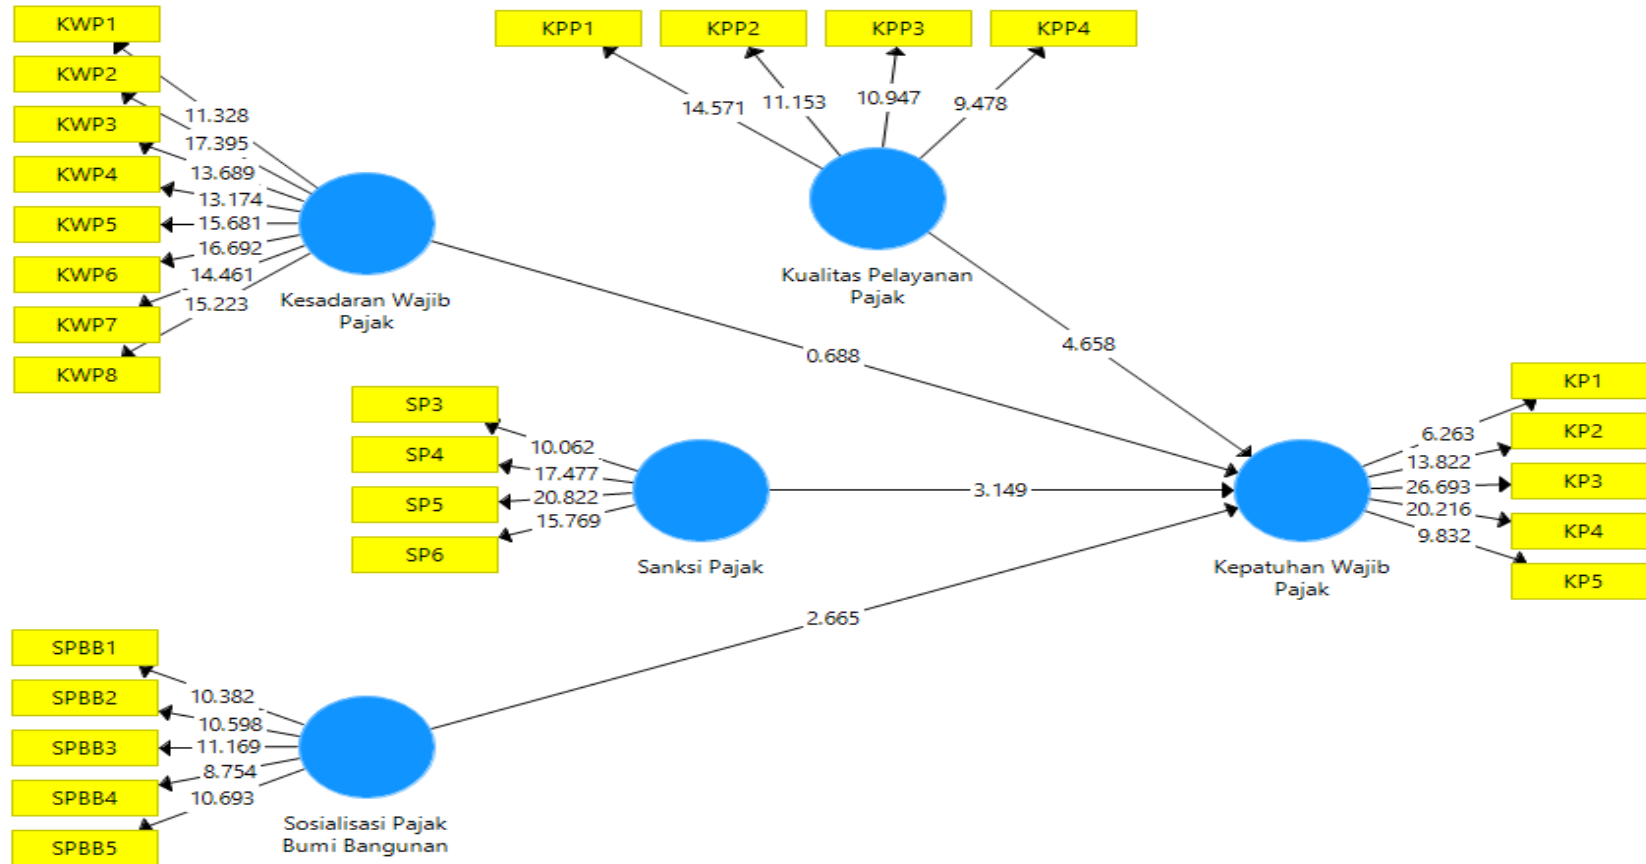 KWP1
KWP2
KWP3
KWP4
KWP5
KWP6
KWP7
KWP8
11.328
17.395
13.689
13.174
15.681
16.692
14.461
15.223
Kesadaran Wajib
Pajak
KPP1
KPP2
KPP3
KPP4
14.571
11.153
10.947
9.478
Kualitas Pelayanan
Pajak
0.688
4.658
SP3
SP4
SP5
SP6
10.062
17.477
20.822
15.769
Sanksi Pajak
3.149
2.665
KP1
KP2
KP3
KP4
KP5
6.263
13.822
26.693
20.216
9.832
Kepatuhan Wajib
Pajak
SPBB1
SPBB2
SPBB3
SPBB4
SPBB5
10.382
10.598
11.169
8.754
10.693
Sosialisasi Pajak
Bumi Bangunan